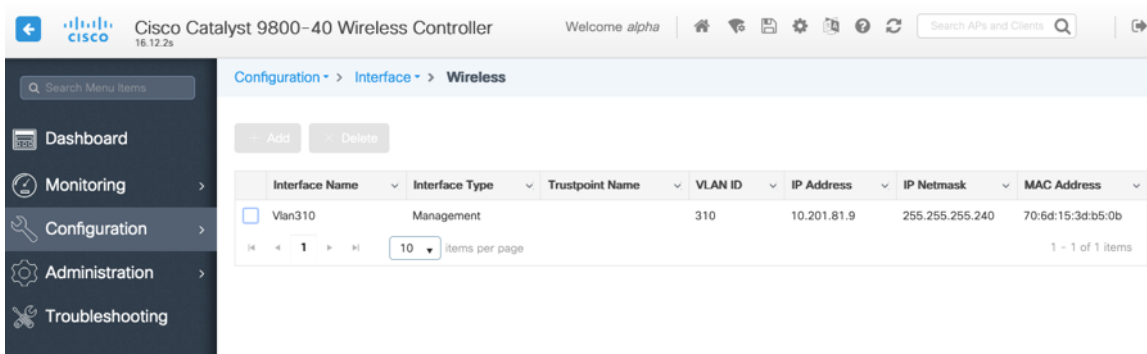 CISCO
Cisco Catalyst 9800-40 Wireless Controller
16.12.2s
Welcome alpha
Search APs and Clients
Search Menu Items
Dashboard
Monitoring
Configuration
Administration
Troubleshooting
Configuration > Interface > Wireless
+ Add × Delete
Interface Name Interface Type Trustpoint Name VLAN ID IP Address IP Netmask MAC Address
Vlan310 Management 310 10.201.81.9 255.255.255.240 70:6d:15:3d:b5:0b
1 10 items per page 1 - 1 of 1 items